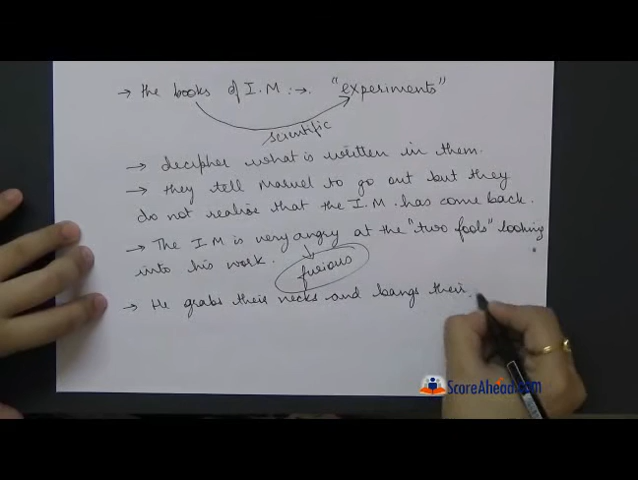 → the books of I.M :→. "experiments"
scientific
→ decipher what is written in them.
→ they tell Marvel to go out but they
do not realise that the I.M. has come back.
→ The I M is very angry at the "two fools" looking
into his work.
furious
→ He grabs their necks and bangs their
ScoreAhead.com